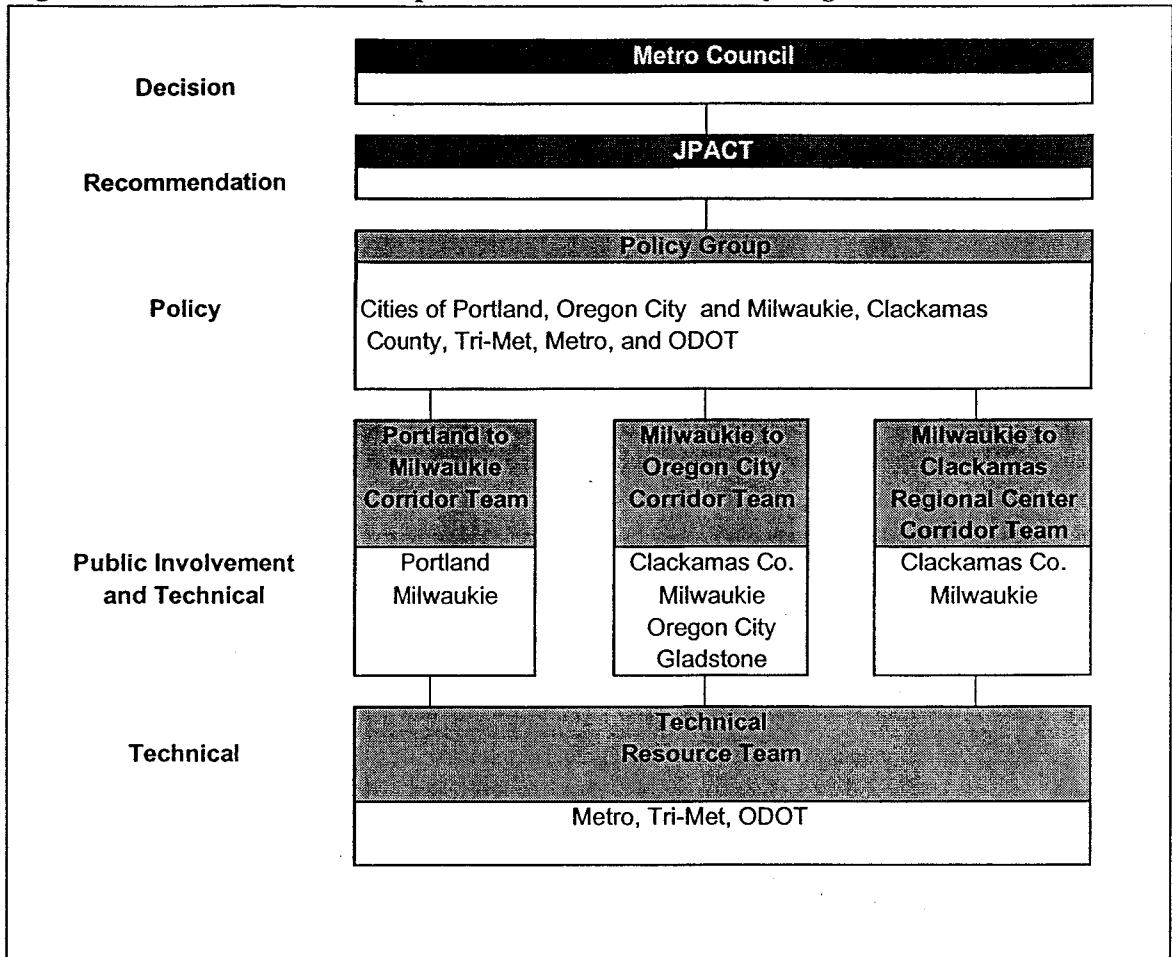 Metro Council
Decision
JPACT
Recommendation
Policy Group
Policy
Cities of Portland, Oregon City and Milwaukie, Clackamas
County, Tri-Met, Metro, and ODOT
Portland to
Milwaukie
Corridor Team
Milwaukie to
Oregon City
Corridor Team
Milwaukie to
Clackamas
Regional Center
Corridor Team
Public Involvement
and Technical
Portland
Milwaukie
Clackamas Co.
Milwaukie
Oregon City
Gladstone
Clackamas Co.
Milwaukie
Technical
Resource Team
Technical
Metro, Tri-Met, ODOT